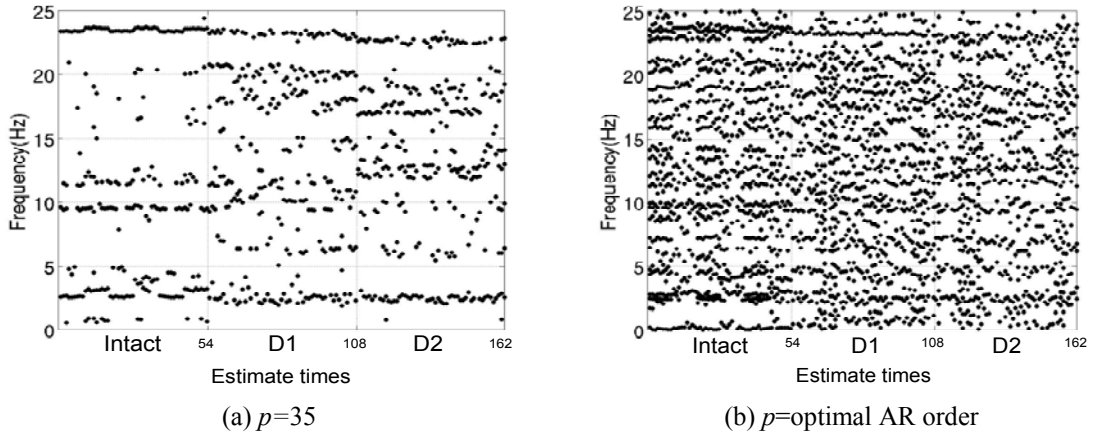 25
20
15
10
5
0
Frequency(Hz)
Intact 54 D1 108 D2 162
Estimate times
(a) p=35
25
20
15
10
5
0
Frequency(Hz)
Intact 54 D1 108 D2 162
Estimate times
(b) p=optimal AR order